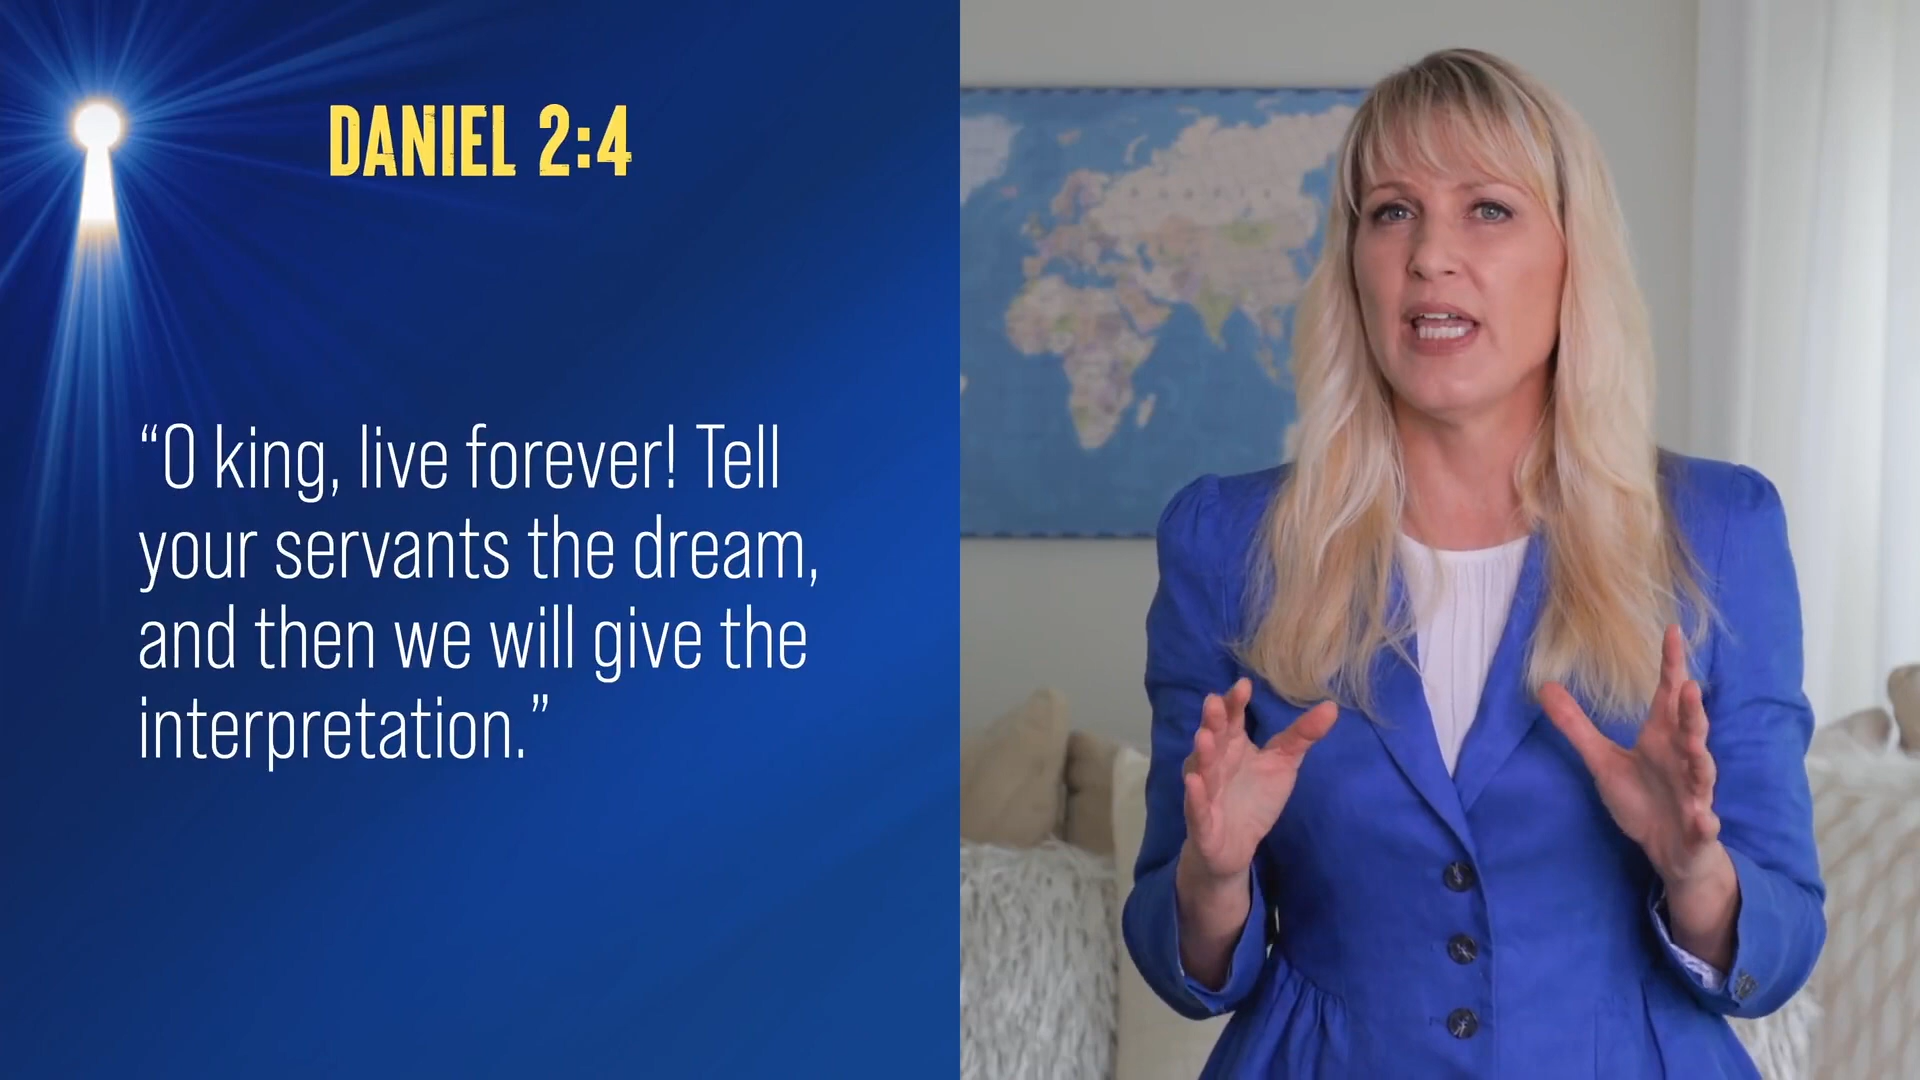 DANIEL 2:4
“O king, live forever! Tell
your servants the dream,
and then we will give the
interpretation.”